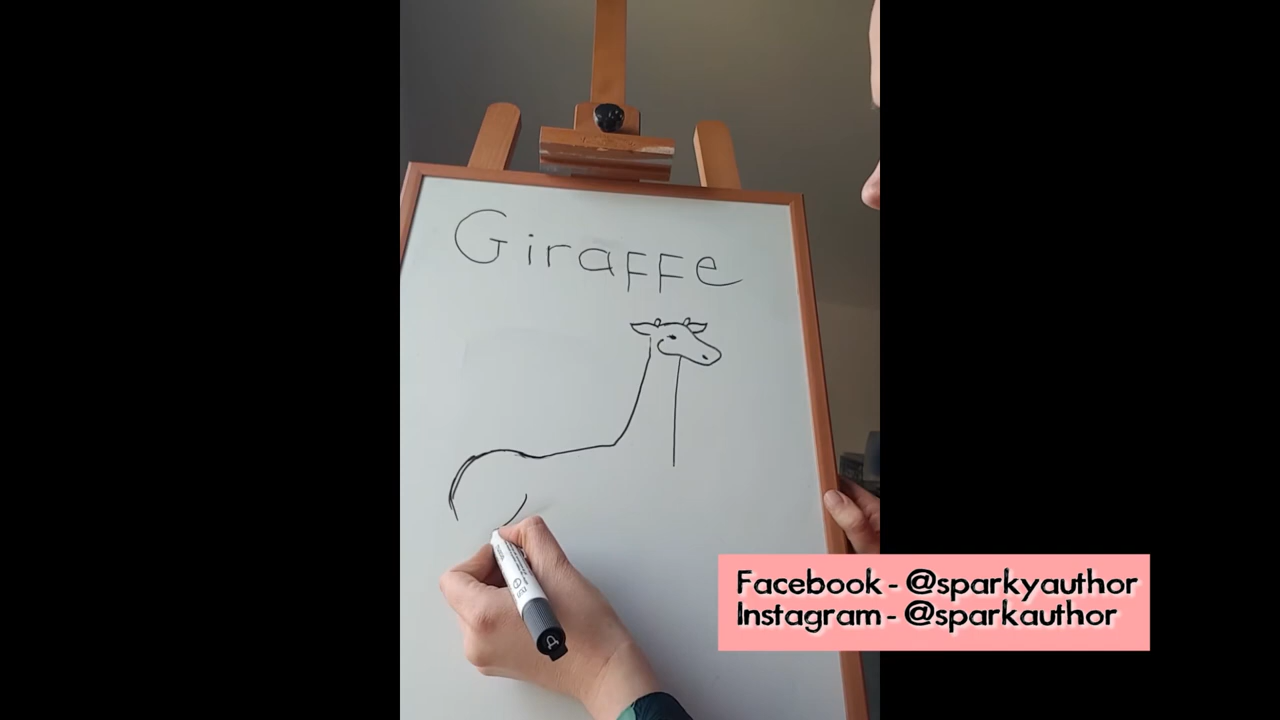 Giraffe
Facebook - @sparkyauthor
Instagram - @sparkauthor